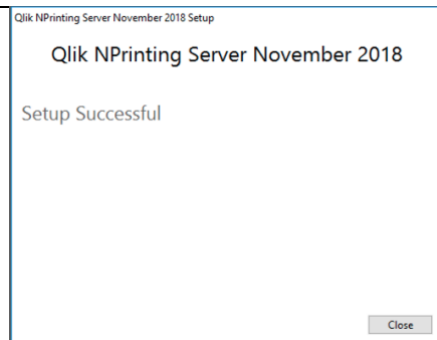 Qlik NPrinting Server November 2018 Setup
Qlik NPrinting Server November 2018
Setup Successful
Close